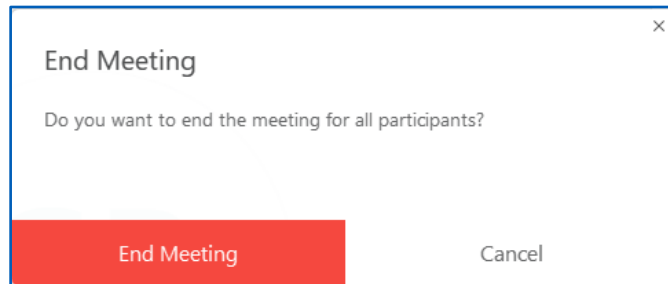 End Meeting
Do you want to end the meeting for all participants?
End Meeting
Cancel